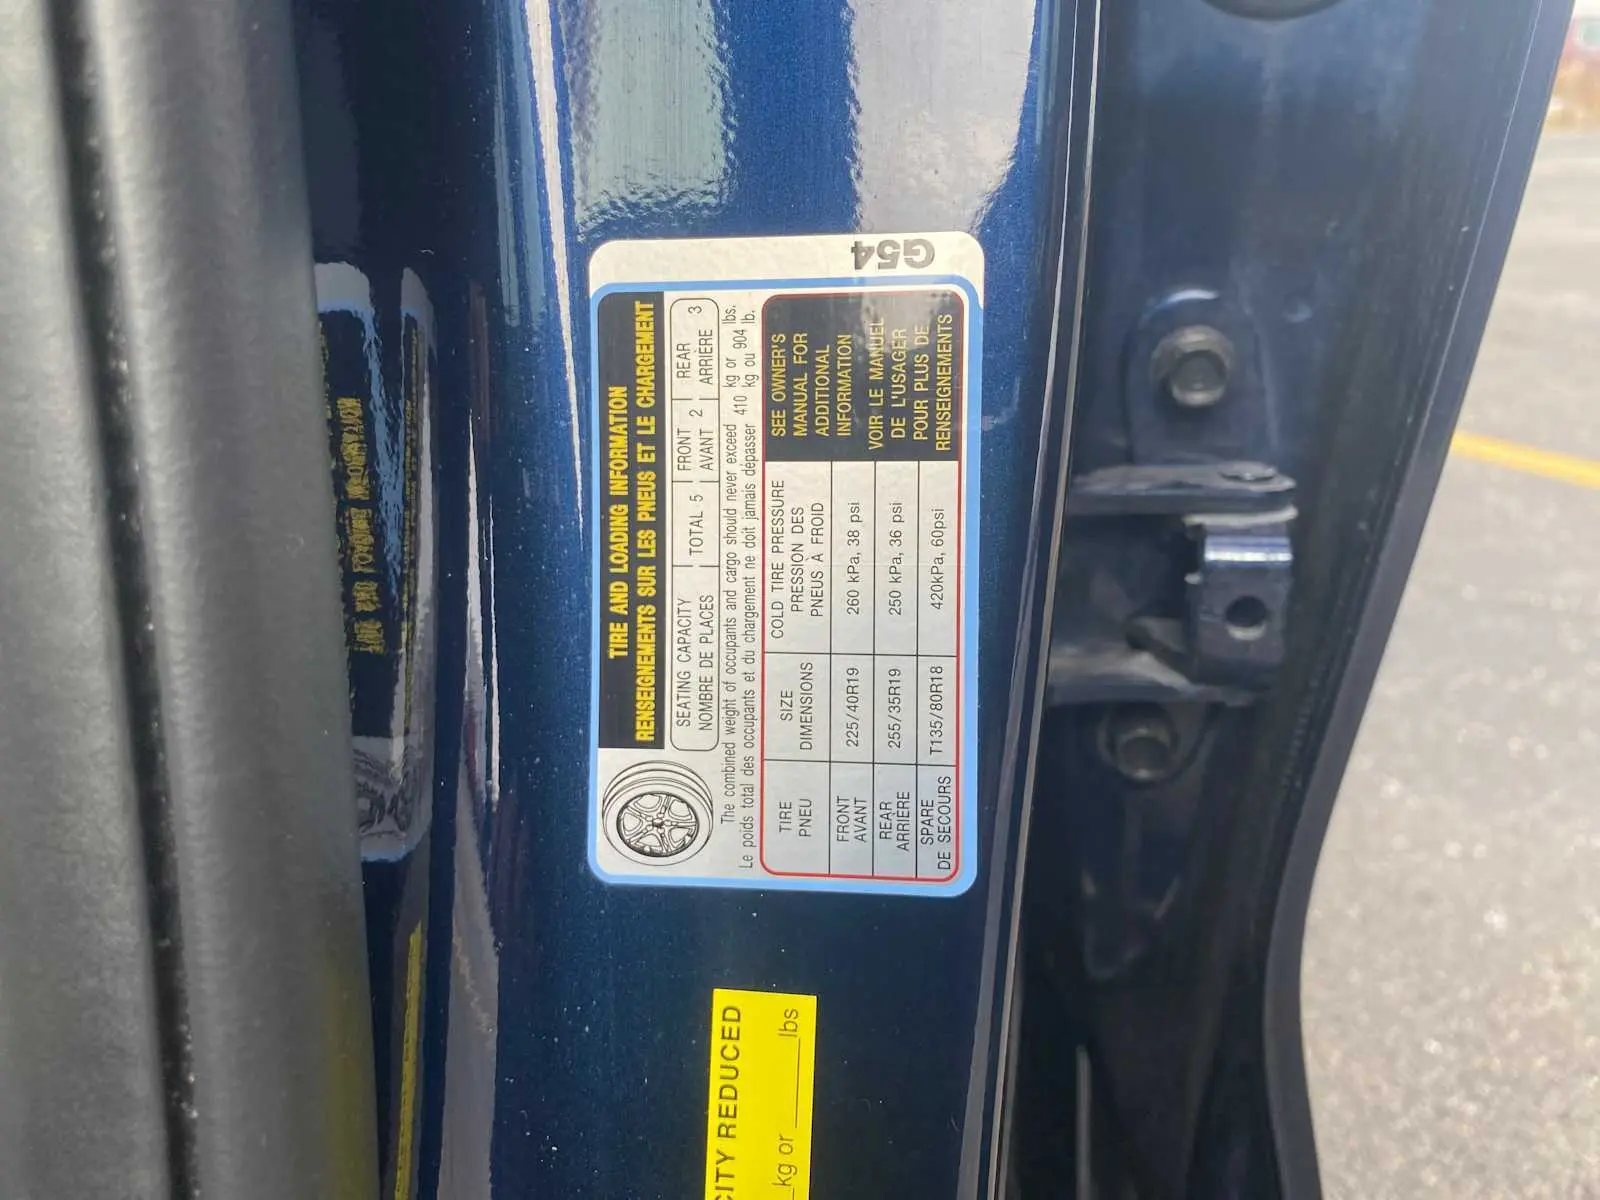 G54
TIRE AND LOADING INFORMATION
RENSEIGNEMENTS SUR LES PNEUS ET LE CHARGEMENT
SEATING CAPACITY TOTAL 5 FRONT 2 REAR 3
NOMBRE DE PLACES AVANT ARRIÈRE
The combined weight of occupants and cargo should never exceed 410 kg or 904 lbs.
Le poids total des occupants et du chargement ne doit jamais dépasser 410 kg ou 904 lb.
TIRE SIZE COLD TIRE PRESSURE
PNEU DIMENSIONS PRESSION DES
PNEUS À FROID
FRONT 225/40R19 260 kPa, 38 psi
AVANT
REAR 255/35R19 250 kPa, 36 psi
ARRIÈRE
SPARE T135/80R18 420kPa, 60psi
DE SECOURS
SEE OWNER'S
MANUAL FOR
ADDITIONAL
INFORMATION
VOIR LE MANUEL
DE L'USAGER
POUR PLUS DE
RENSEIGNEMENTS
CITY REDUCED
kg or ____lbs